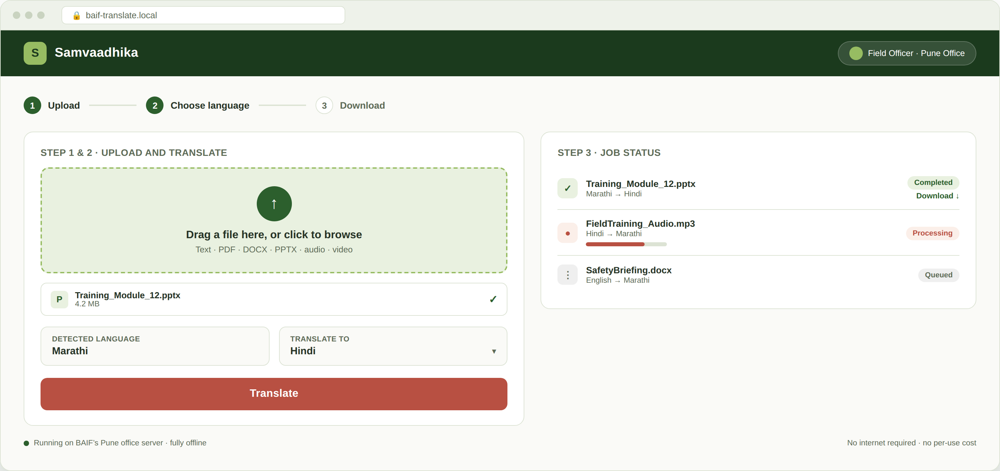 🔒 baif-translate.local
S Samvaadhika
Field Officer · Pune Office
1 Upload
2 Choose language
3 Download
STEP 1 & 2 · UPLOAD AND TRANSLATE
↑
Drag a file here, or click to browse
Text · PDF · DOCX · PPTX · audio · video
P
Training_Module_12.pptx
4.2 MB
✓
DETECTED LANGUAGE
Marathi
TRANSLATE TO
Hindi ▾
Translate
STEP 3 · JOB STATUS
✓
Training_Module_12.pptx
Marathi → Hindi
Completed
Download ↓
●
FieldTraining_Audio.mp3
Hindi → Marathi
Processing
⋮
SafetyBriefing.docx
English → Marathi
Queued
Running on BAIF’s Pune office server · fully offline
No internet required · no per-use cost